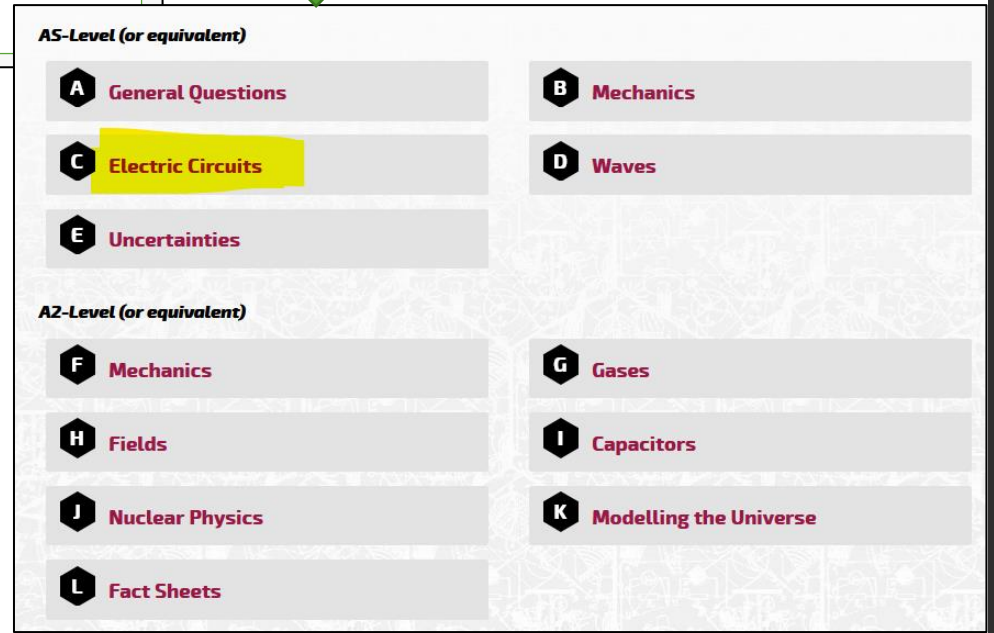 AS-Level (or equivalent)
A General Questions
B Mechanics
C Electric Circuits
D Waves
E Uncertainties
A2-Level (or equivalent)
F Mechanics
G Gases
H Fields
I Capacitors
J Nuclear Physics
K Modelling the Universe
L Fact Sheets